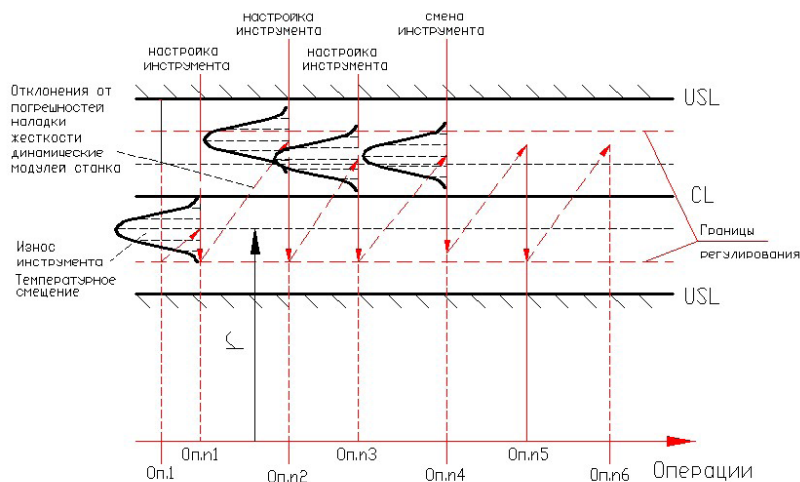 настройка
инструмента
настройка
инструмента
настройка
инструмента
смена
инструмента
Отклонения от
погрешностей
наладки
жесткости
динамические
модулей станка
USL
CL
Границы
регулирования
Износ
инструмента
Температурное
смещение
USL
r
Оп.1
Оп.n1
Оп.n2
Оп.n3
Оп.n4
Оп.n5
Оп.n6
Операции